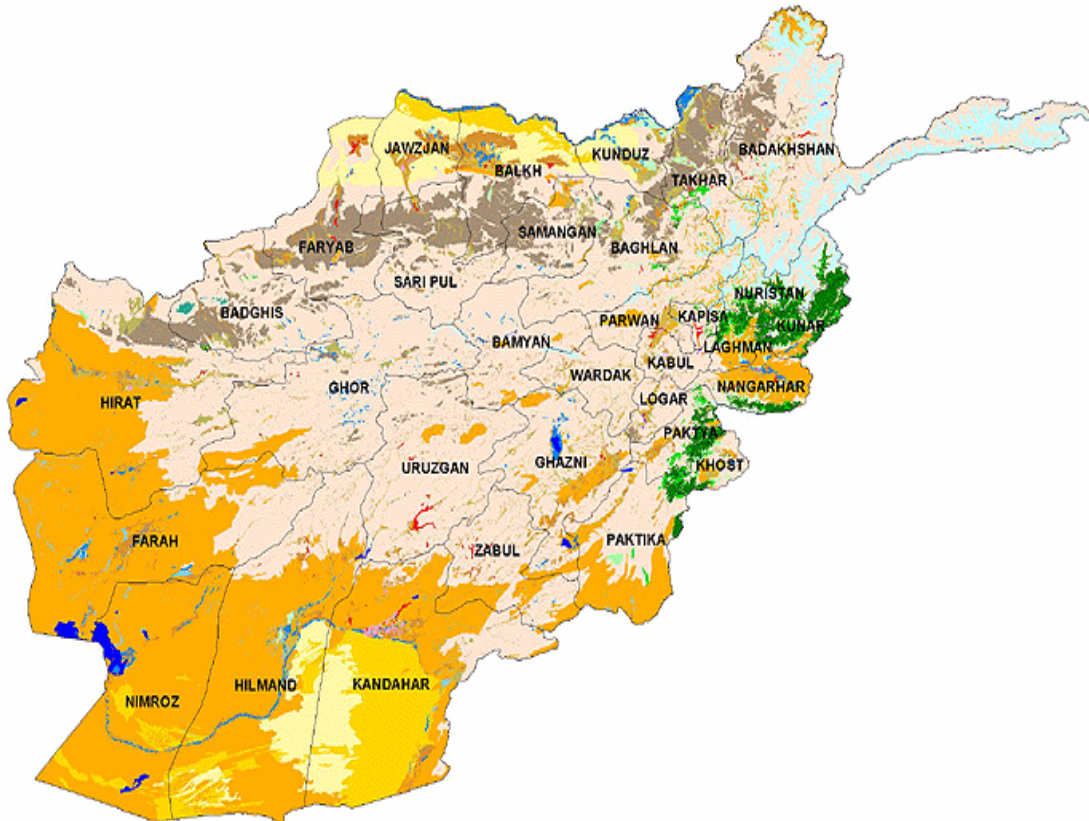 JAWZJAN
BALKH
KUNDUZ
BADAKHSHAN
TAKHAR
FARYAB
SAMANGAN
BAGHLAN
SARI PUL
BADGHIS
NURISTAN
KUNAR
PARWAN
KAPISA
LAGHMAN
BAMYAN
KABUL
WARDAK
NANGARHAR
HIRAT
GHOR
LOGAR
PAKTYA
KHOST
URUZGAN
GHAZNI
FARAH
ZABUL
PAKTIKA
NIMROZ
HILMAND
KANDAHAR